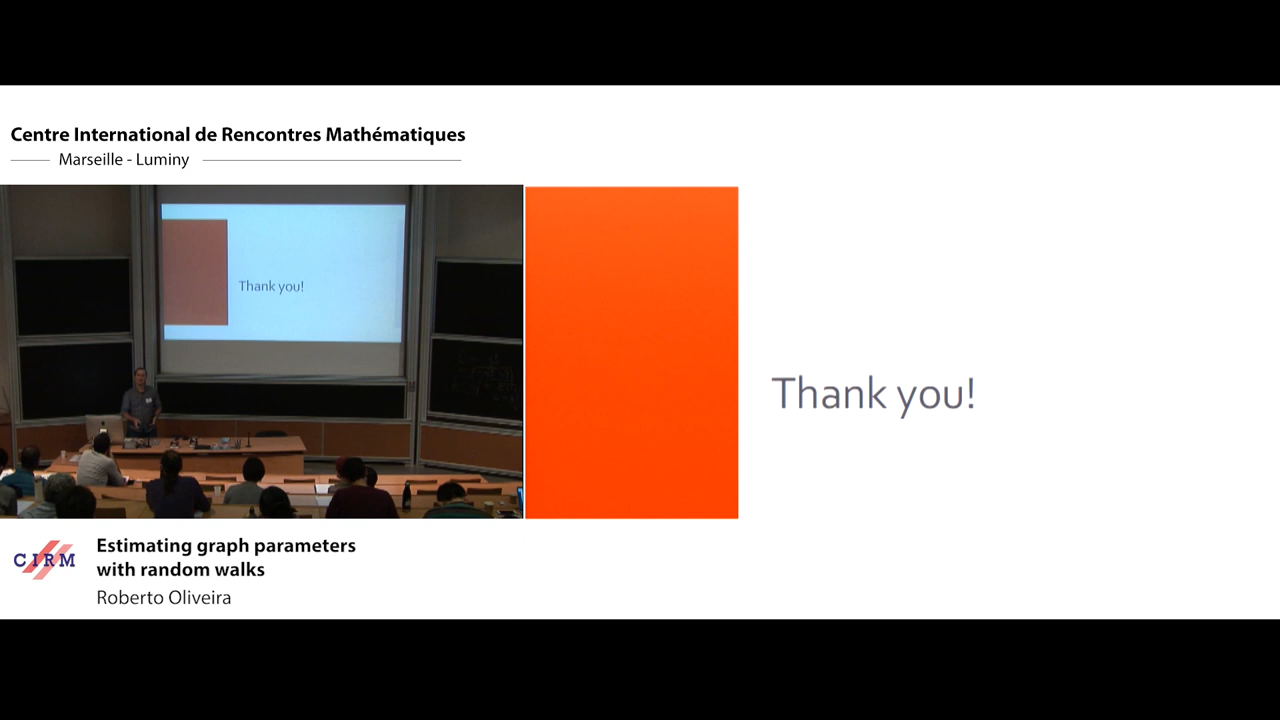 Centre International de Rencontres Mathématiques
Marseille - Luminy
Thank you!
Thank you!
CIRM
Estimating graph parameters
with random walks
Roberto Oliveira